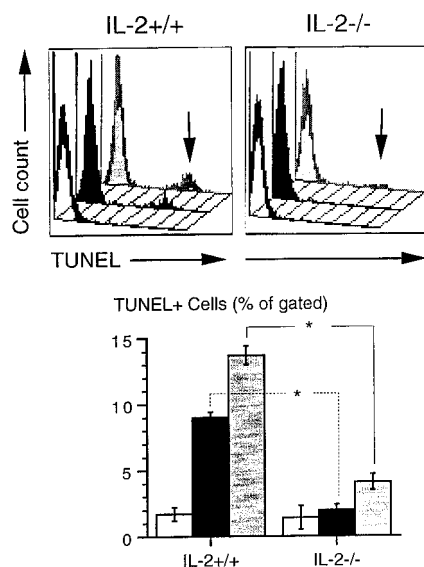 IL-2+/+ IL-2-/-
Cell count
TUNEL
TUNEL+ Cells (% of gated)
15
10
5
0
*
*
IL-2+/+ IL-2-/-